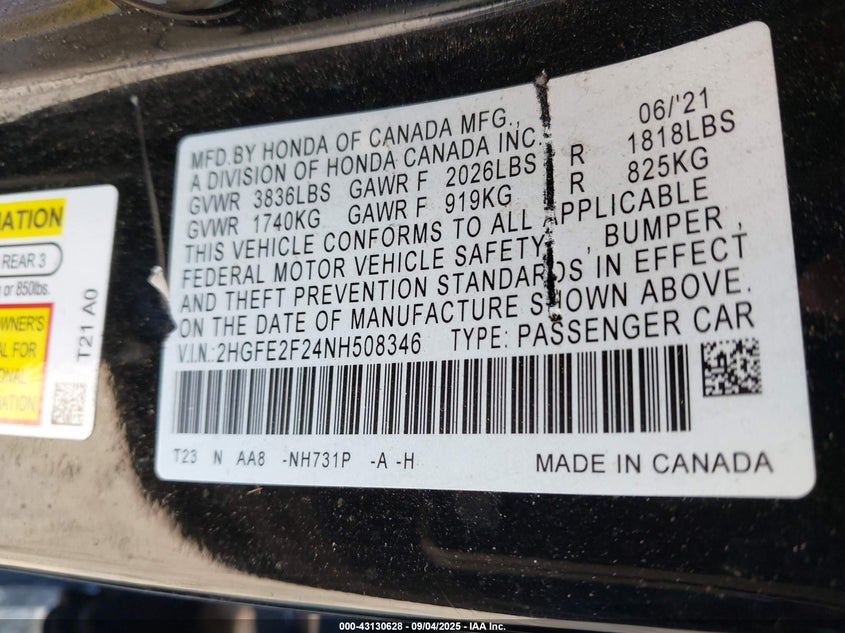 MFD.BY HONDA OF CANADA MFG., 06/'21
A DIVISION OF HONDA CANADA INC.
GVWR 3836LBS GAWR F 2026LBS R 1818LBS
GVWR 1740KG GAWR F 919KG R 825KG
THIS VEHICLE CONFORMS TO ALL APPLICABLE
FEDERAL MOTOR VEHICLE SAFETY, BUMPER,
AND THEFT PREVENTION STANDARDS IN EFFECT
ON THE DATE OF MANUFACTURE SHOWN ABOVE.
V.I.N.:2HGFE2F24NH508346 TYPE: PASSENGER CAR
T23 N AA8 -NH731P -A -H
MADE IN CANADA
REAR 3
or 850lbs.
T21 A0
000-43130628 - 09/04/2025 - IAA Inc.